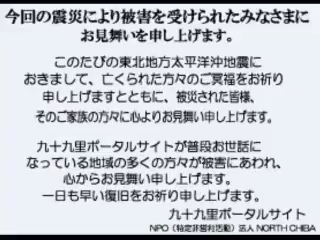 今回の震災により被害を受けられたみなさまに
お見舞いを申し上げます。
このたびの東北地方太平洋沖地震に
おきまして、亡くられた方々のご冥福をお祈り
申し上げますとともに、被災された皆様、
そのご家族の方々に心よりお見舞い申し上げます。
九十九里ポータルサイトが普段お世話に
なっている地域の多くの方々が被害にあわれ、
心からお見舞い申し上げます。
一日も早い復旧をお祈り申し上げます。
九十九里ポータルサイト
NPO（特定非営利活動）法人 NORTH CHIBA